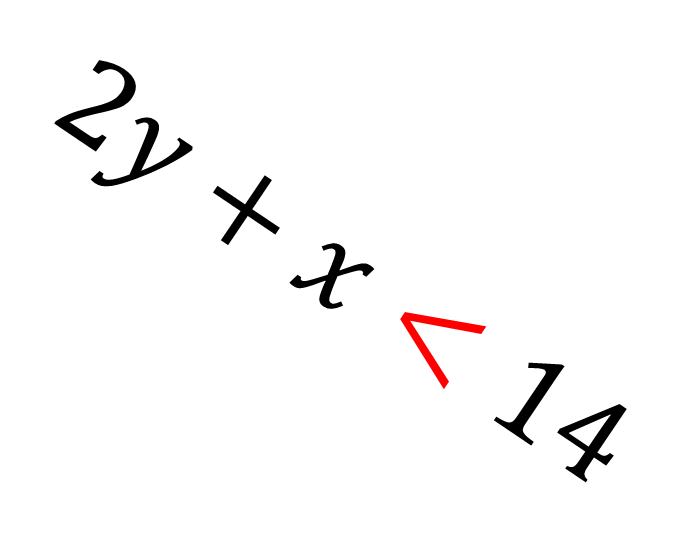 2y + x < 14